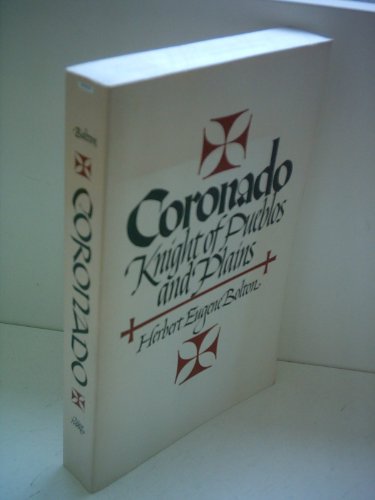 Bolton
CORONADO
Coronado
Knight of Pueblos
and Plains
Herbert Eugene Bolton